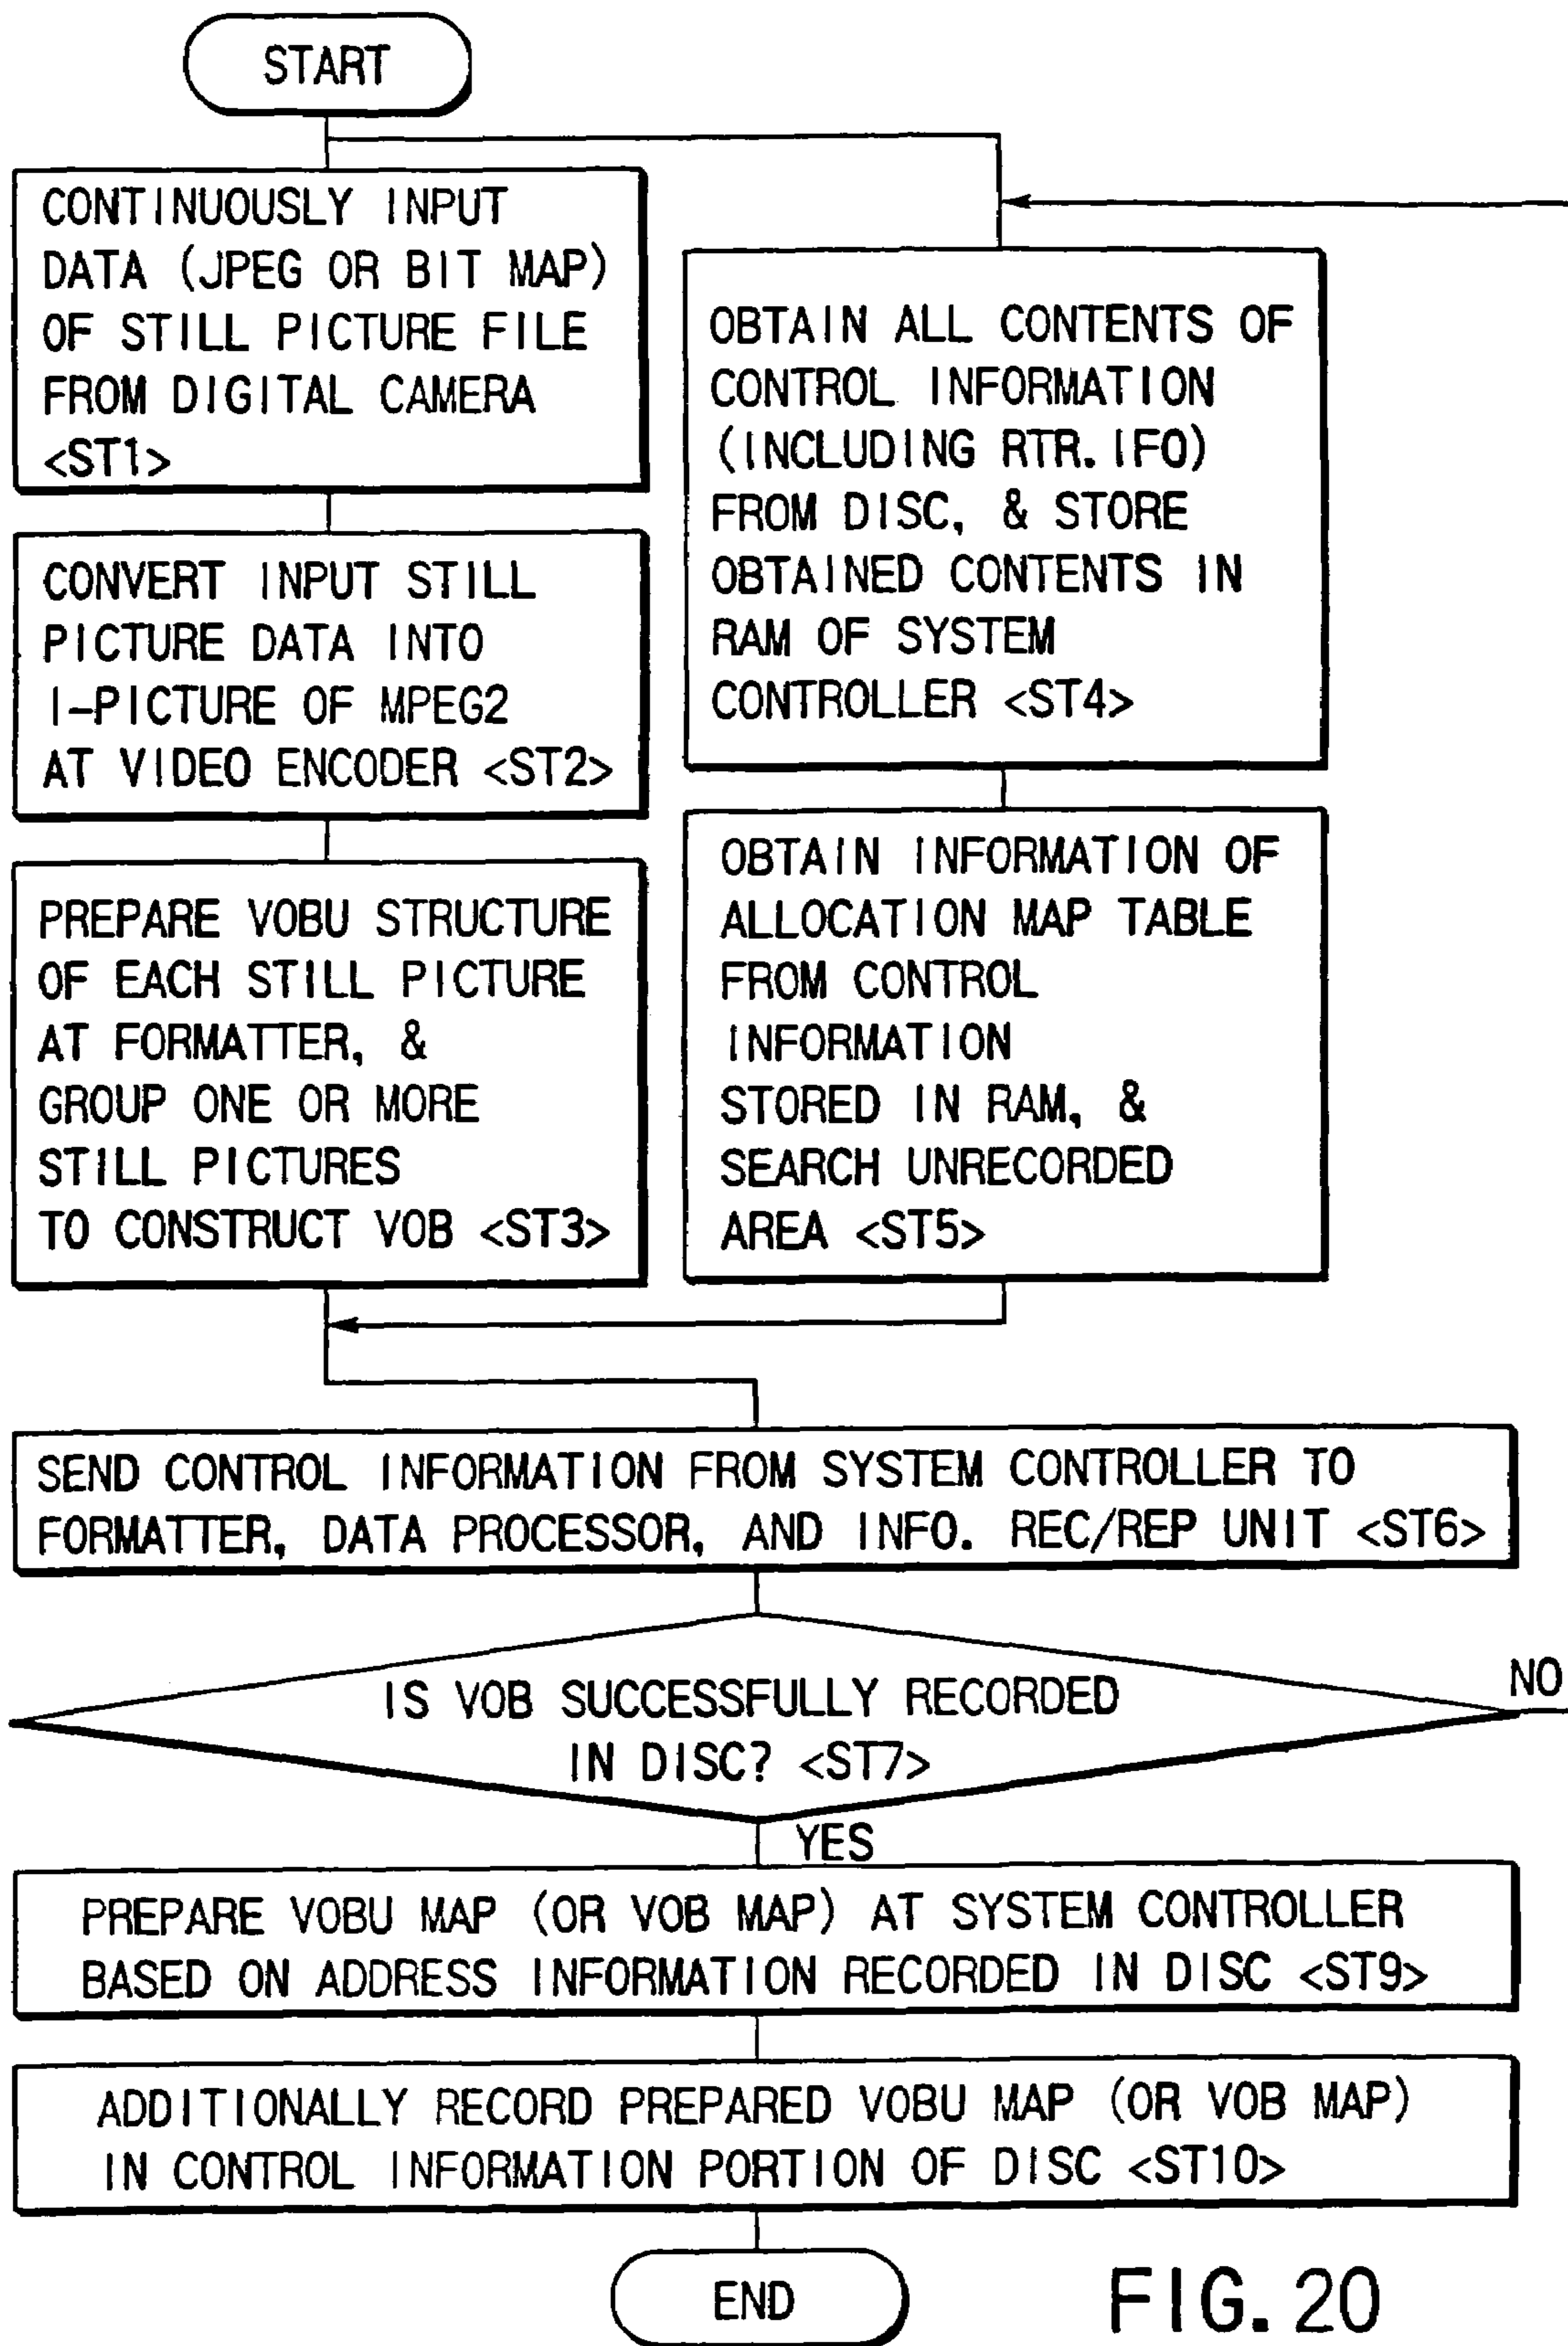 START
CONTINUOUSLY INPUT
DATA (JPEG OR BIT MAP)
OF STILL PICTURE FILE
FROM DIGITAL CAMERA
<ST1>
CONVERT INPUT STILL
PICTURE DATA INTO
I-PICTURE OF MPEG2
AT VIDEO ENCODER <ST2>
PREPARE VOBU STRUCTURE
OF EACH STILL PICTURE
AT FORMATTER, &
GROUP ONE OR MORE
STILL PICTURES
TO CONSTRUCT VOB <ST3>
OBTAIN ALL CONTENTS OF
CONTROL INFORMATION
(INCLUDING RTR.IFO)
FROM DISC, & STORE
OBTAINED CONTENTS IN
RAM OF SYSTEM
CONTROLLER <ST4>
OBTAIN INFORMATION OF
ALLOCATION MAP TABLE
FROM CONTROL
INFORMATION
STORED IN RAM, &
SEARCH UNRECORDED
AREA <ST5>
SEND CONTROL INFORMATION FROM SYSTEM CONTROLLER TO
FORMATTER, DATA PROCESSOR, AND INFO. REC/REP UNIT <ST6>
IS VOB SUCCESSFULLY RECORDED
IN DISC? <ST7>
NO
YES
PREPARE VOBU MAP (OR VOB MAP) AT SYSTEM CONTROLLER
BASED ON ADDRESS INFORMATION RECORDED IN DISC <ST9>
ADDITIONALLY RECORD PREPARED VOBU MAP (OR VOB MAP)
IN CONTROL INFORMATION PORTION OF DISC <ST10>
END
FIG. 20